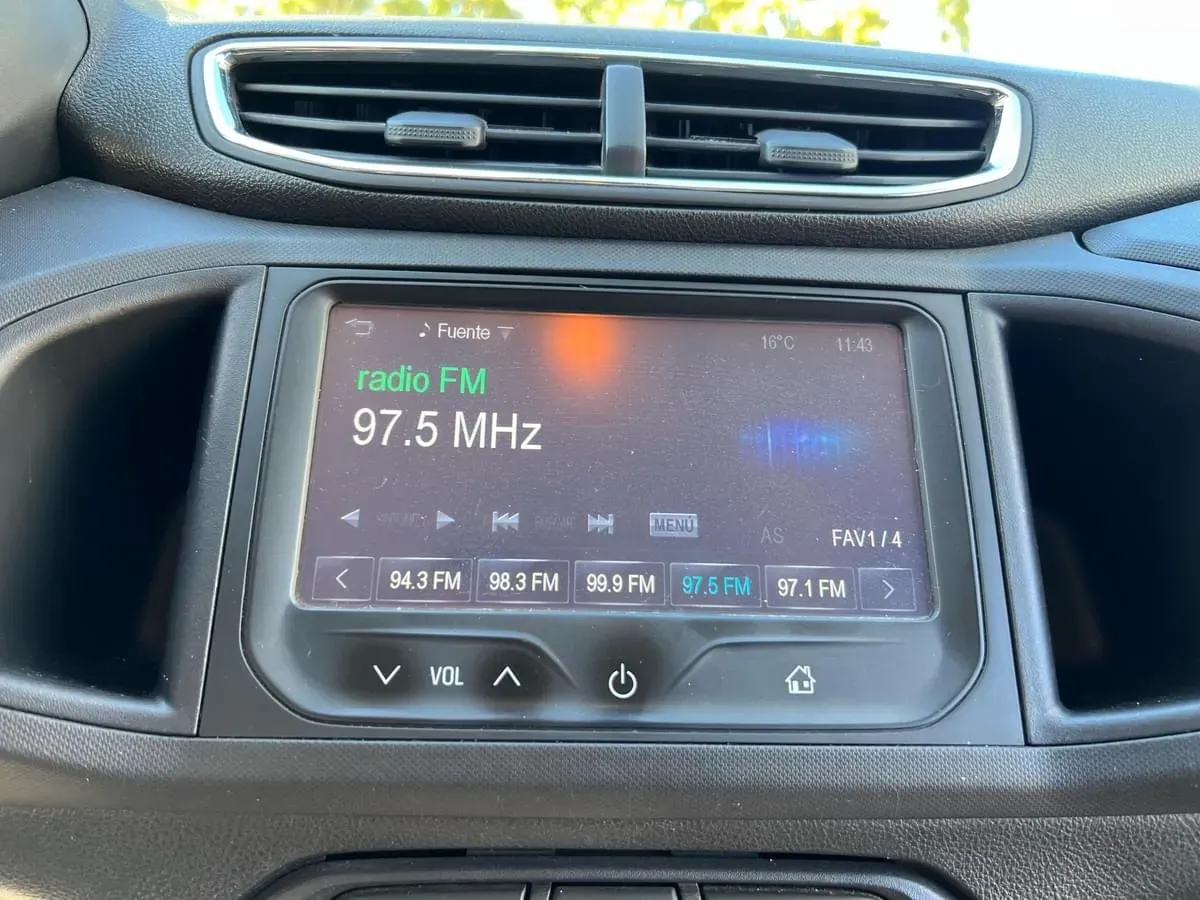 Fuente 16°C 11:43
radio FM
97.5 MHz
MENÚ AS FAV1 / 4
94.3 FM 98.3 FM 99.9 FM 97.5 FM 97.1 FM
VOL